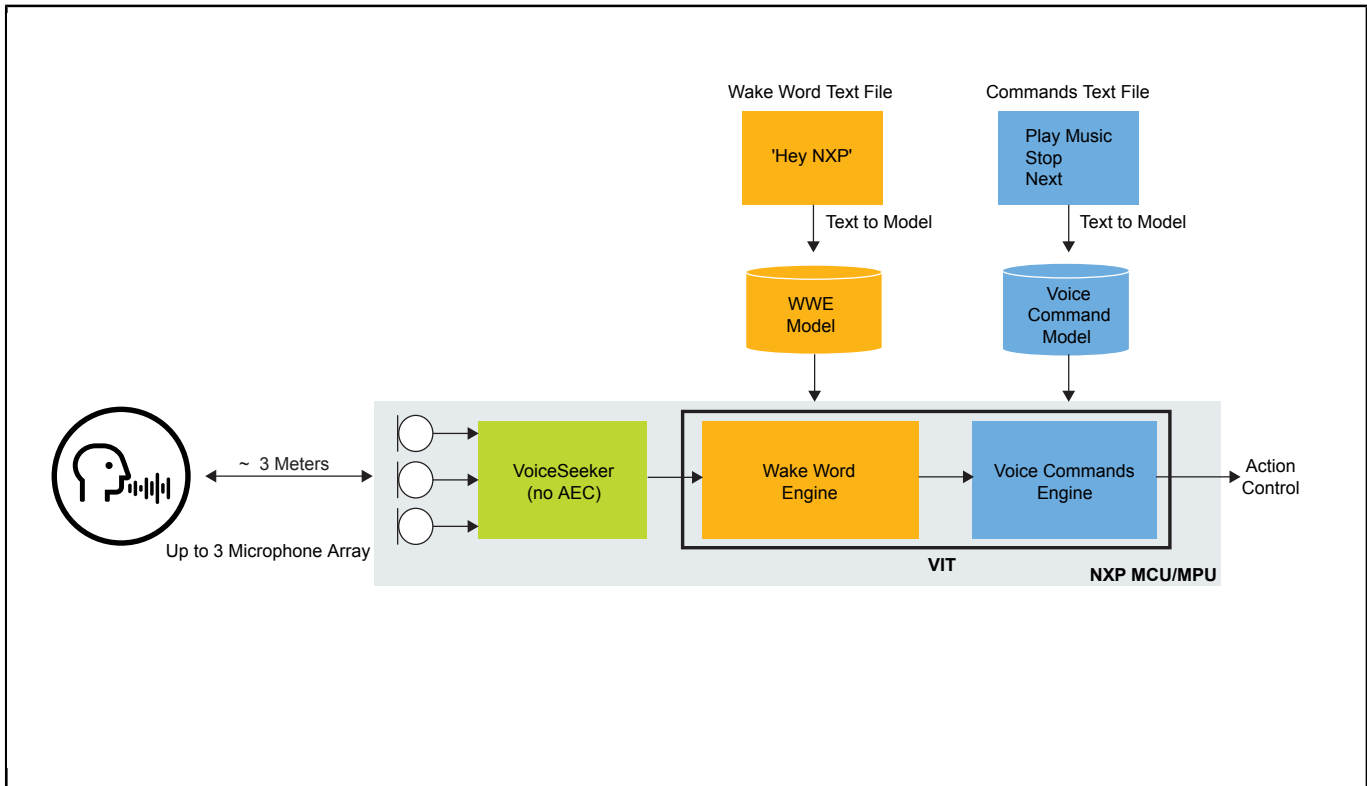 Wake Word Text File
Commands Text File
'Hey NXP'
Play Music
Stop
Next
Text to Model
Text to Model
WWE
Model
Voice
Command
Model
~ 3 Meters
Up to 3 Microphone Array
VoiceSeeker
(no AEC)
Wake Word
Engine
Voice Commands
Engine
Action
Control
VIT
NXP MCU/MPU